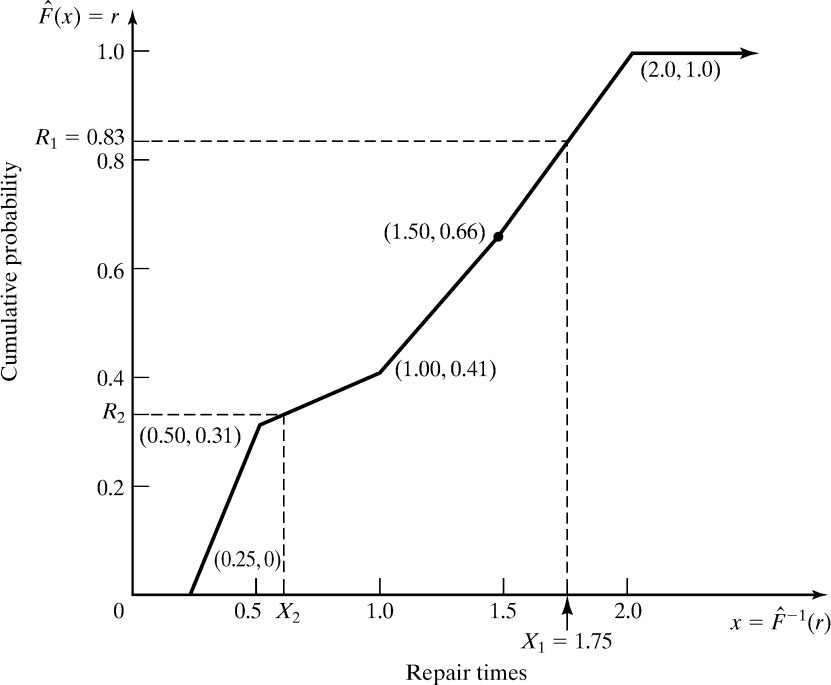 F̂(x) = r
1.0
(2.0, 1.0)
R₁ = 0.83
0.8
Cumulative probability
(1.50, 0.66)
0.6
0.4
(1.00, 0.41)
R₂
(0.50, 0.31)
0.2
(0.25, 0)
0 0.5 X₂ 1.0 1.5 2.0 x = F̂⁻¹(r)
X₁ = 1.75
Repair times